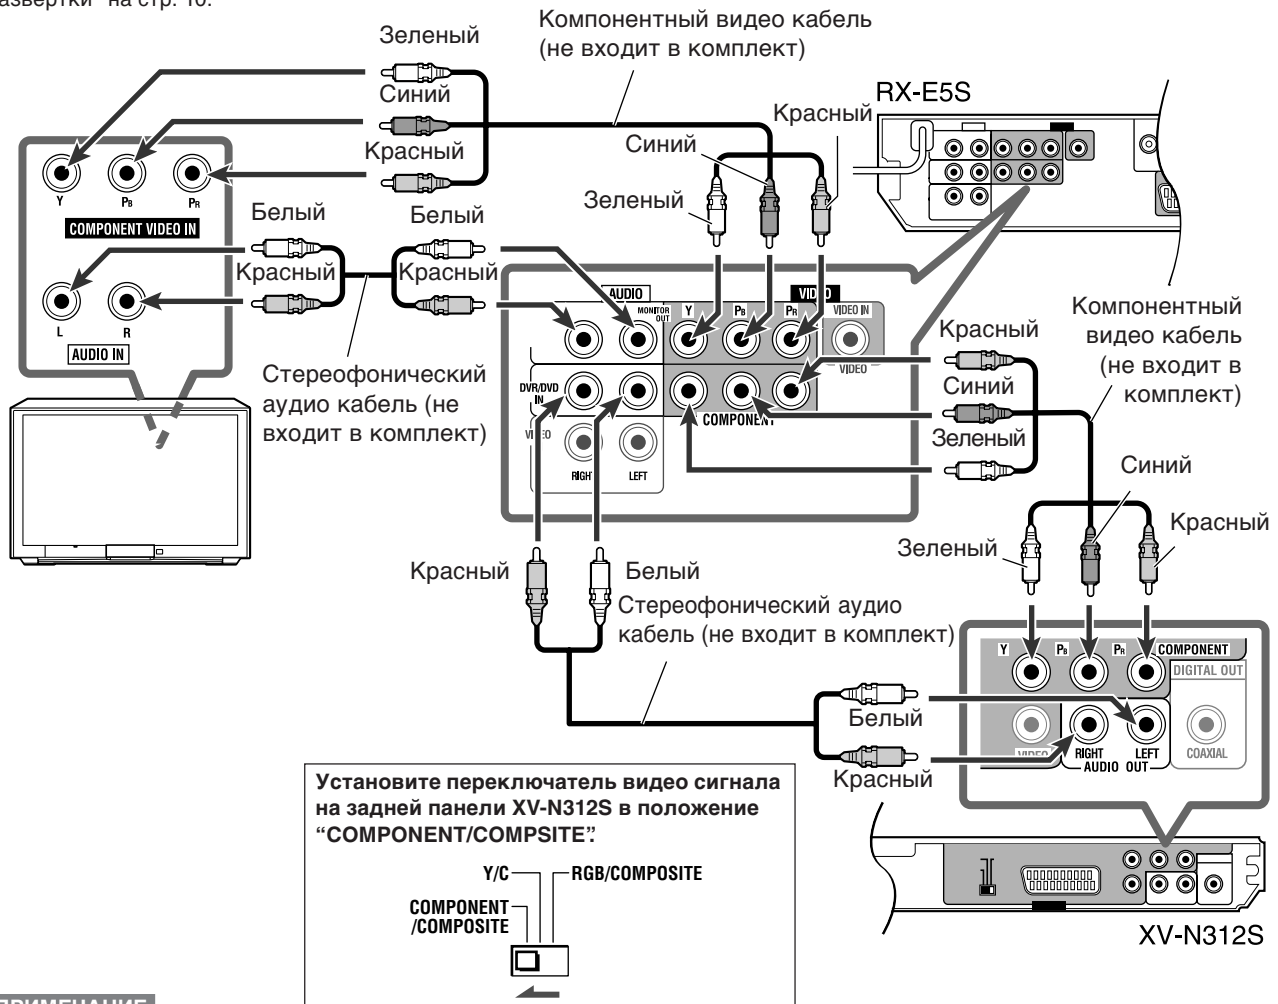 развертки" на стр. 10.
Зеленый
Компонентный видео кабель
(не входит в комплект)
Синий
Красный
RX-E5S
Красный
Синий
Зеленый
Y PB PR
COMPONENT VIDEO IN
Белый
Белый
Красный
Красный
L R
AUDIO IN
Стереофонический
аудио кабель (не
входит в комплект)
AUDIO
VIDEO
MONITOR
OUT
Y PB PR
VIDEO IN
VIDEO
DVR/DVD
IN
COMPONENT
VIDEO
RIGHT LEFT
Красный
Синий
Зеленый
Компонентный
видео кабель
(не входит в
комплект)
Синий
Зеленый
Красный
Красный
Белый
Стереофонический аудио
кабель (не входит в комплект)
Y PB PR COMPONENT
DIGITAL OUT
Белый
Красный
VIDEO
RIGHT LEFT
AUDIO OUT
COAXIAL
Установите переключатель видео сигнала
на задней панели XV-N312S в положение
“COMPONENT/COMPSITE”.
Y/C
RGB/COMPOSITE
COMPONENT
/COMPOSITE
XV-N312S
ПРИМЕЧАНИЕ